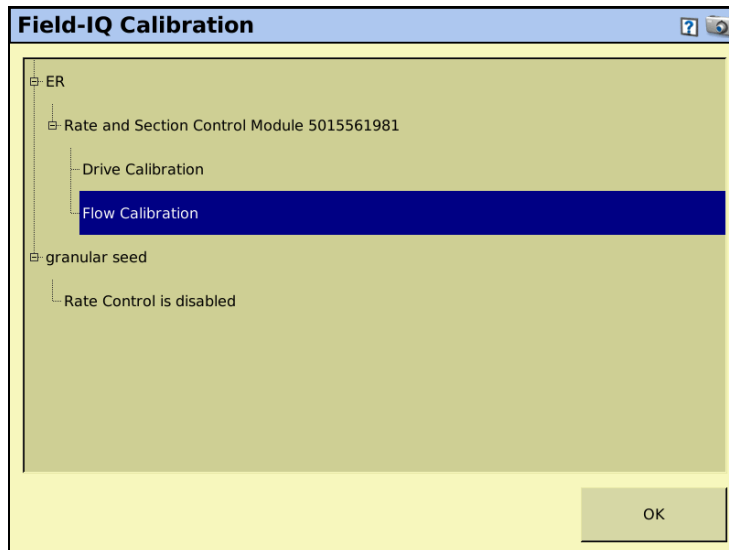 Field-IQ Calibration
?
ER
Rate and Section Control Module 5015561981
Drive Calibration
Flow Calibration
granular seed
Rate Control is disabled
OK